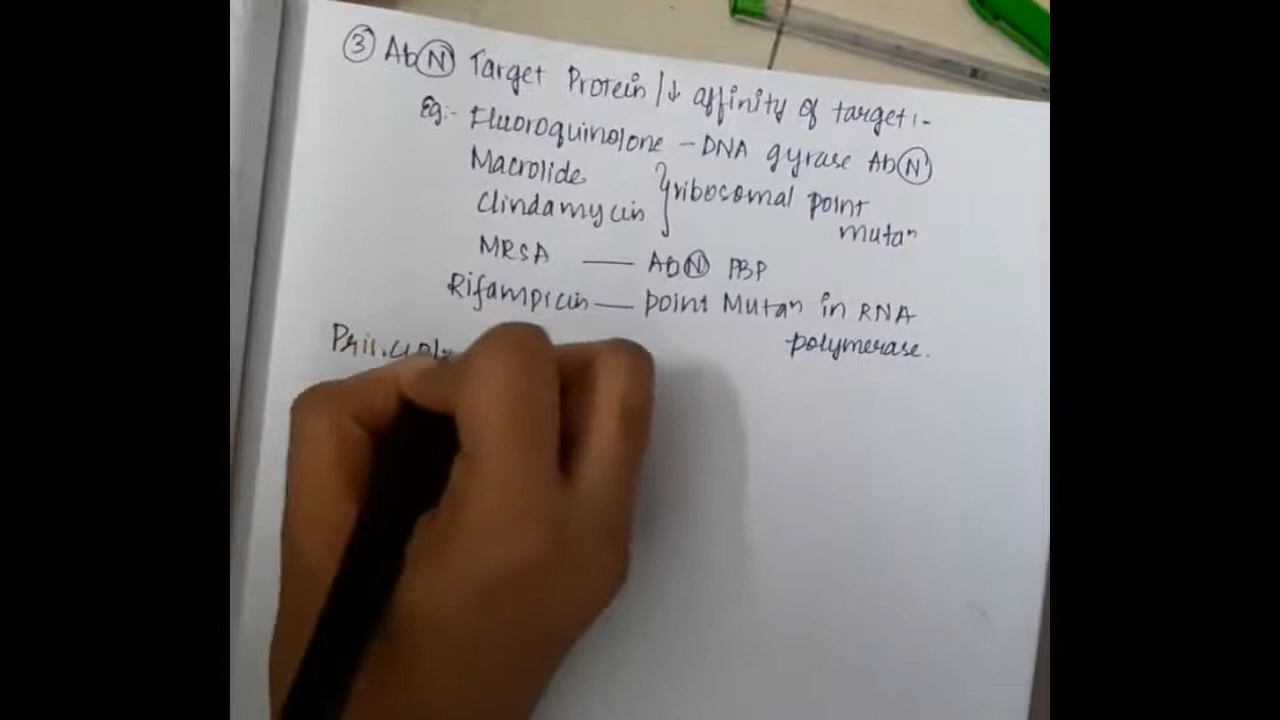 ③ Ab Ⓝ Target Protein / ↓ affinity of target :-
Eg:- Fluoroquinolone - DNA gyrase Ab Ⓝ
Macrolide
Clindamycin } ribosomal point mutaⁿ
MRSA — Ab Ⓝ PBP
Rifampicin — point Mutaⁿ in RNA
polymerase.